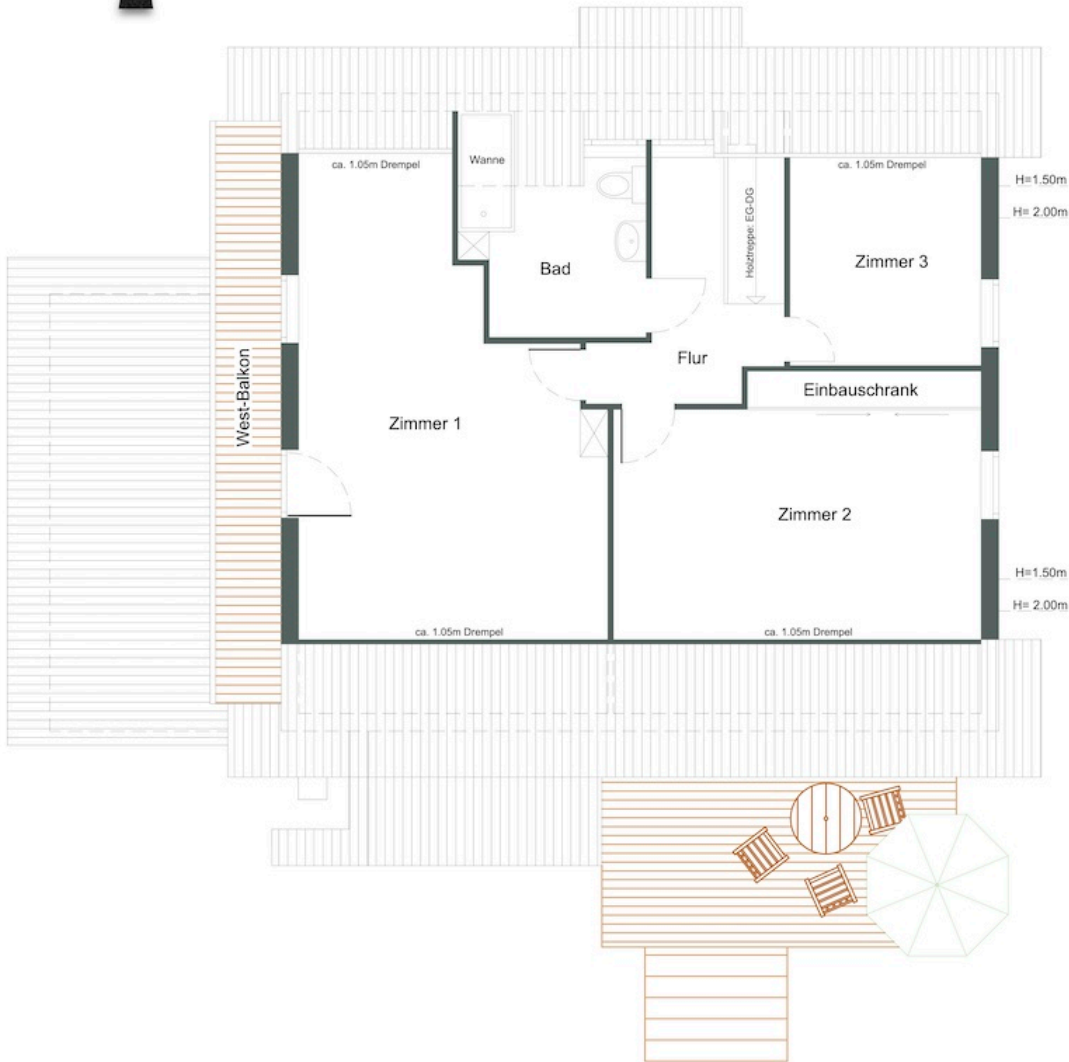 ca. 1.05m Drempel
Wanne
ca. 1.05m Drempel
H=1.50m
H= 2.00m
Holztreppe: EG-DG
Bad
Zimmer 3
West-Balkon
Flur
Einbauschrank
Zimmer 1
Zimmer 2
H=1.50m
H= 2.00m
ca. 1.05m Drempel
ca. 1.05m Drempel